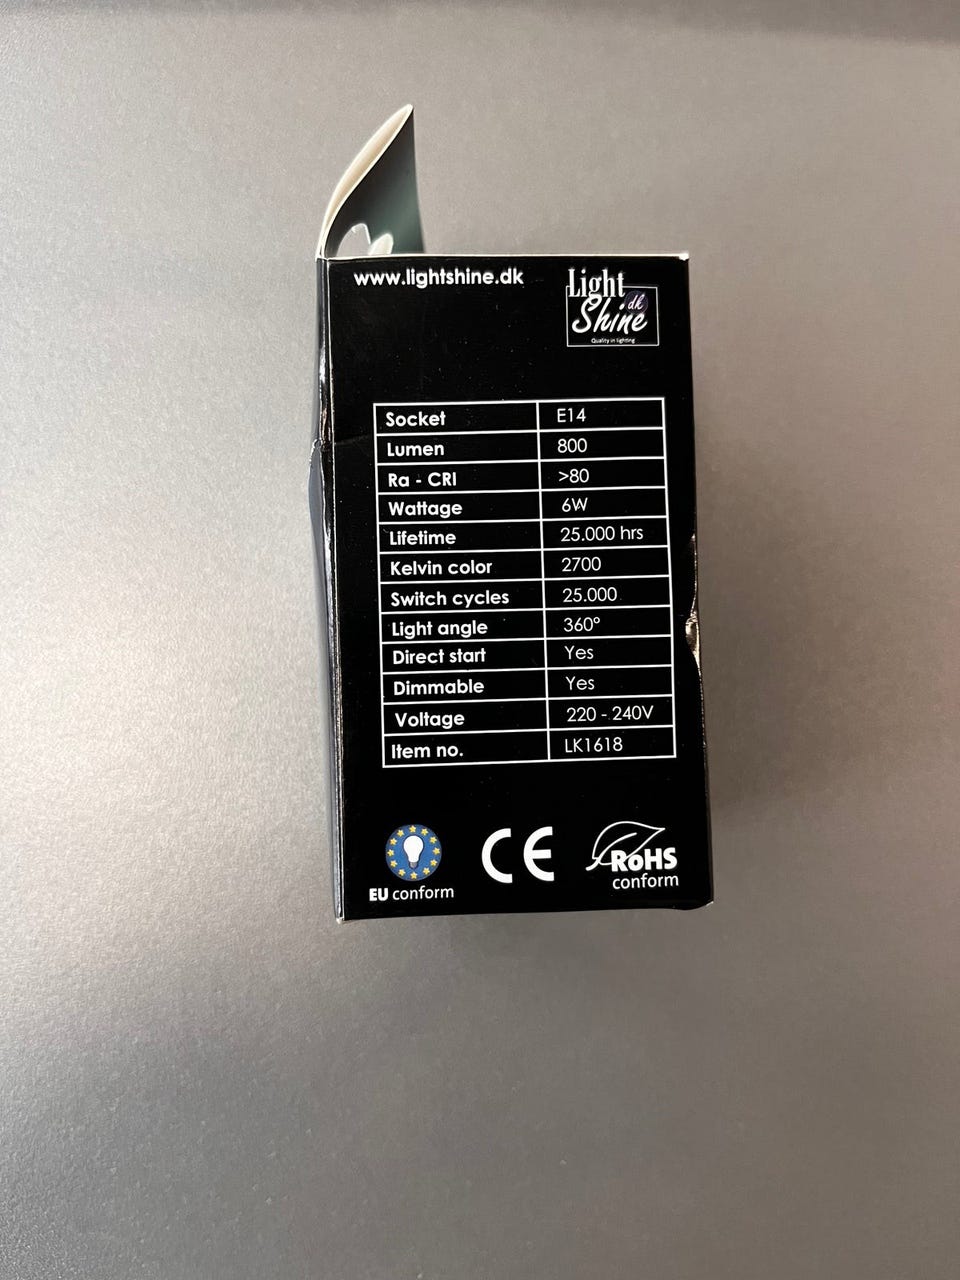 www.lightshine.dk
Light
dk
Shine
Quality in lighting
Socket E14
Lumen 800
Ra - CRI >80
Wattage 6W
Lifetime 25.000 hrs
Kelvin color 2700
Switch cycles 25.000
Light angle 360°
Direct start Yes
Dimmable Yes
Voltage 220 - 240V
Item no. LK1618
EU conform
CE
RoHS
conform